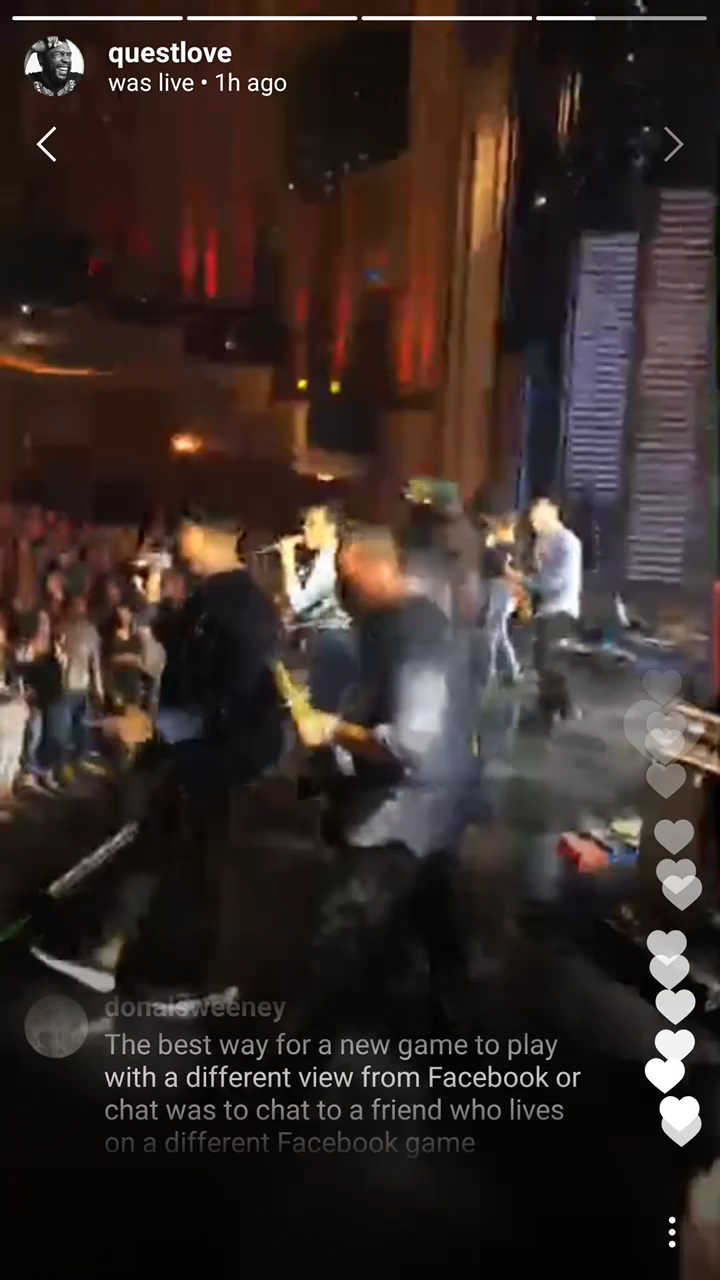 questlove
was live • 1h ago
donalsweeney
The best way for a new game to play
with a different view from Facebook or
chat was to chat to a friend who lives
on a different Facebook game